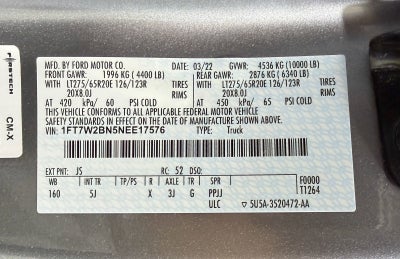 FIRSTECH
CM-X
MFD. BY FORD MOTOR CO.
DATE: 03/22 GVWR: 4536 KG (10000 LB)
FRONT GAWR: 1996 KG (4400 LB) REAR GAWR: 2876 KG (6340 LB)
WITH LT275/65R20E 126/123R TIRES WITH LT275/65R20E 126/123R TIRES
20X8.0J RIMS 20X8.0J RIMS
AT 420 kPa/ 60 PSI COLD AT 450 kPa/ 65 PSI COLD
THIS VEHICLE CONFORMS TO ALL APPLICABLE FEDERAL MOTOR VEHICLE
SAFETY STANDARDS IN EFFECT ON THE DATE OF MANUFACTURE SHOWN ABOVE.
VIN: 1FT7W2BN5NEE17576 TYPE: Truck
EXT PNT: JS RC: 52 DSO:
WB INT TR TP/PS R AXLE TR SPR F0000
160 5J X 3J G PPJJ T1264
ULC 5U5A-3520472-AA